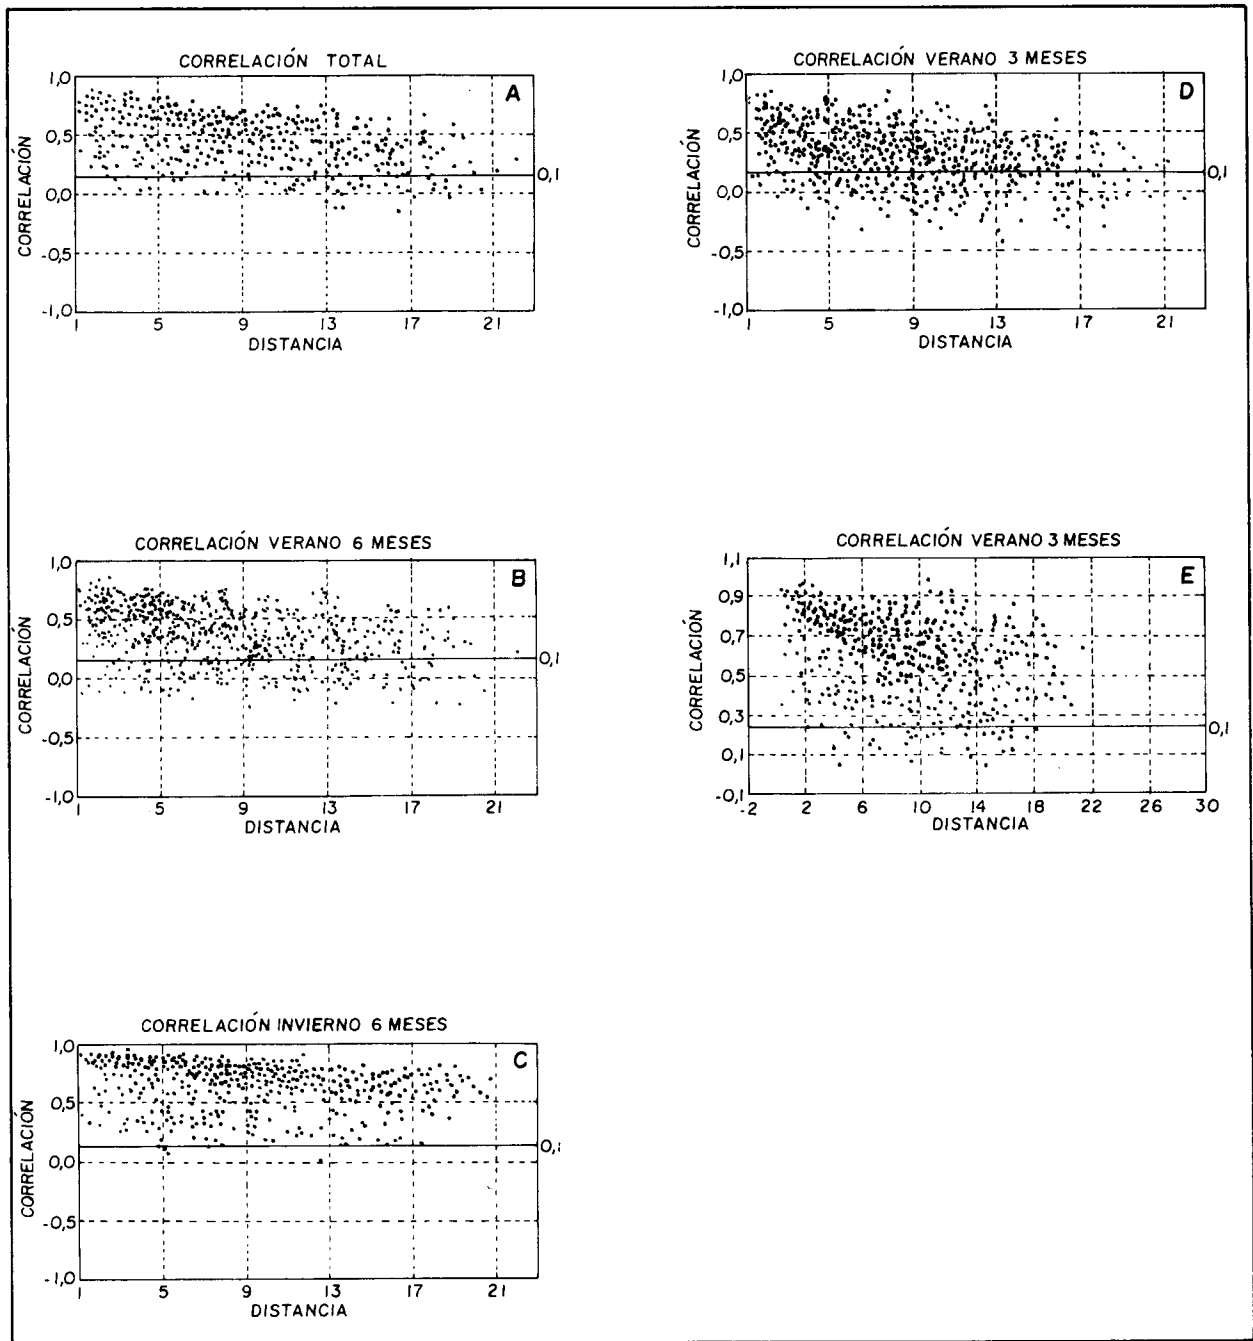 CORRELACIÓN TOTAL
A
1,0
0,5
0,0
-0,5
-1,0
CORRELACIÓN
0,1
1 5 9 13 17 21
DISTANCIA
CORRELACIÓN VERANO 3 MESES
D
1,0
0,5
0,0
-0,5
-1,0
CORRELACIÓN
0,1
1 5 9 13 17 21
DISTANCIA
CORRELACIÓN VERANO 6 MESES
B
1,0
0,5
0,0
-0,5
-1,0
CORRELACIÓN
0,1
1 5 9 13 17 21
DISTANCIA
CORRELACIÓN VERANO 3 MESES
E
1,1
0,9
0,7
0,5
0,3
0,1
-0,1
CORRELACIÓN
0,1
-2 2 6 10 14 18 22 26 30
DISTANCIA
CORRELACIÓN INVIERNO 6 MESES
C
1,0
0,5
0,0
-0,5
-1,0
CORRELACIÓN
0,1
1 5 9 13 17 21
DISTANCIA